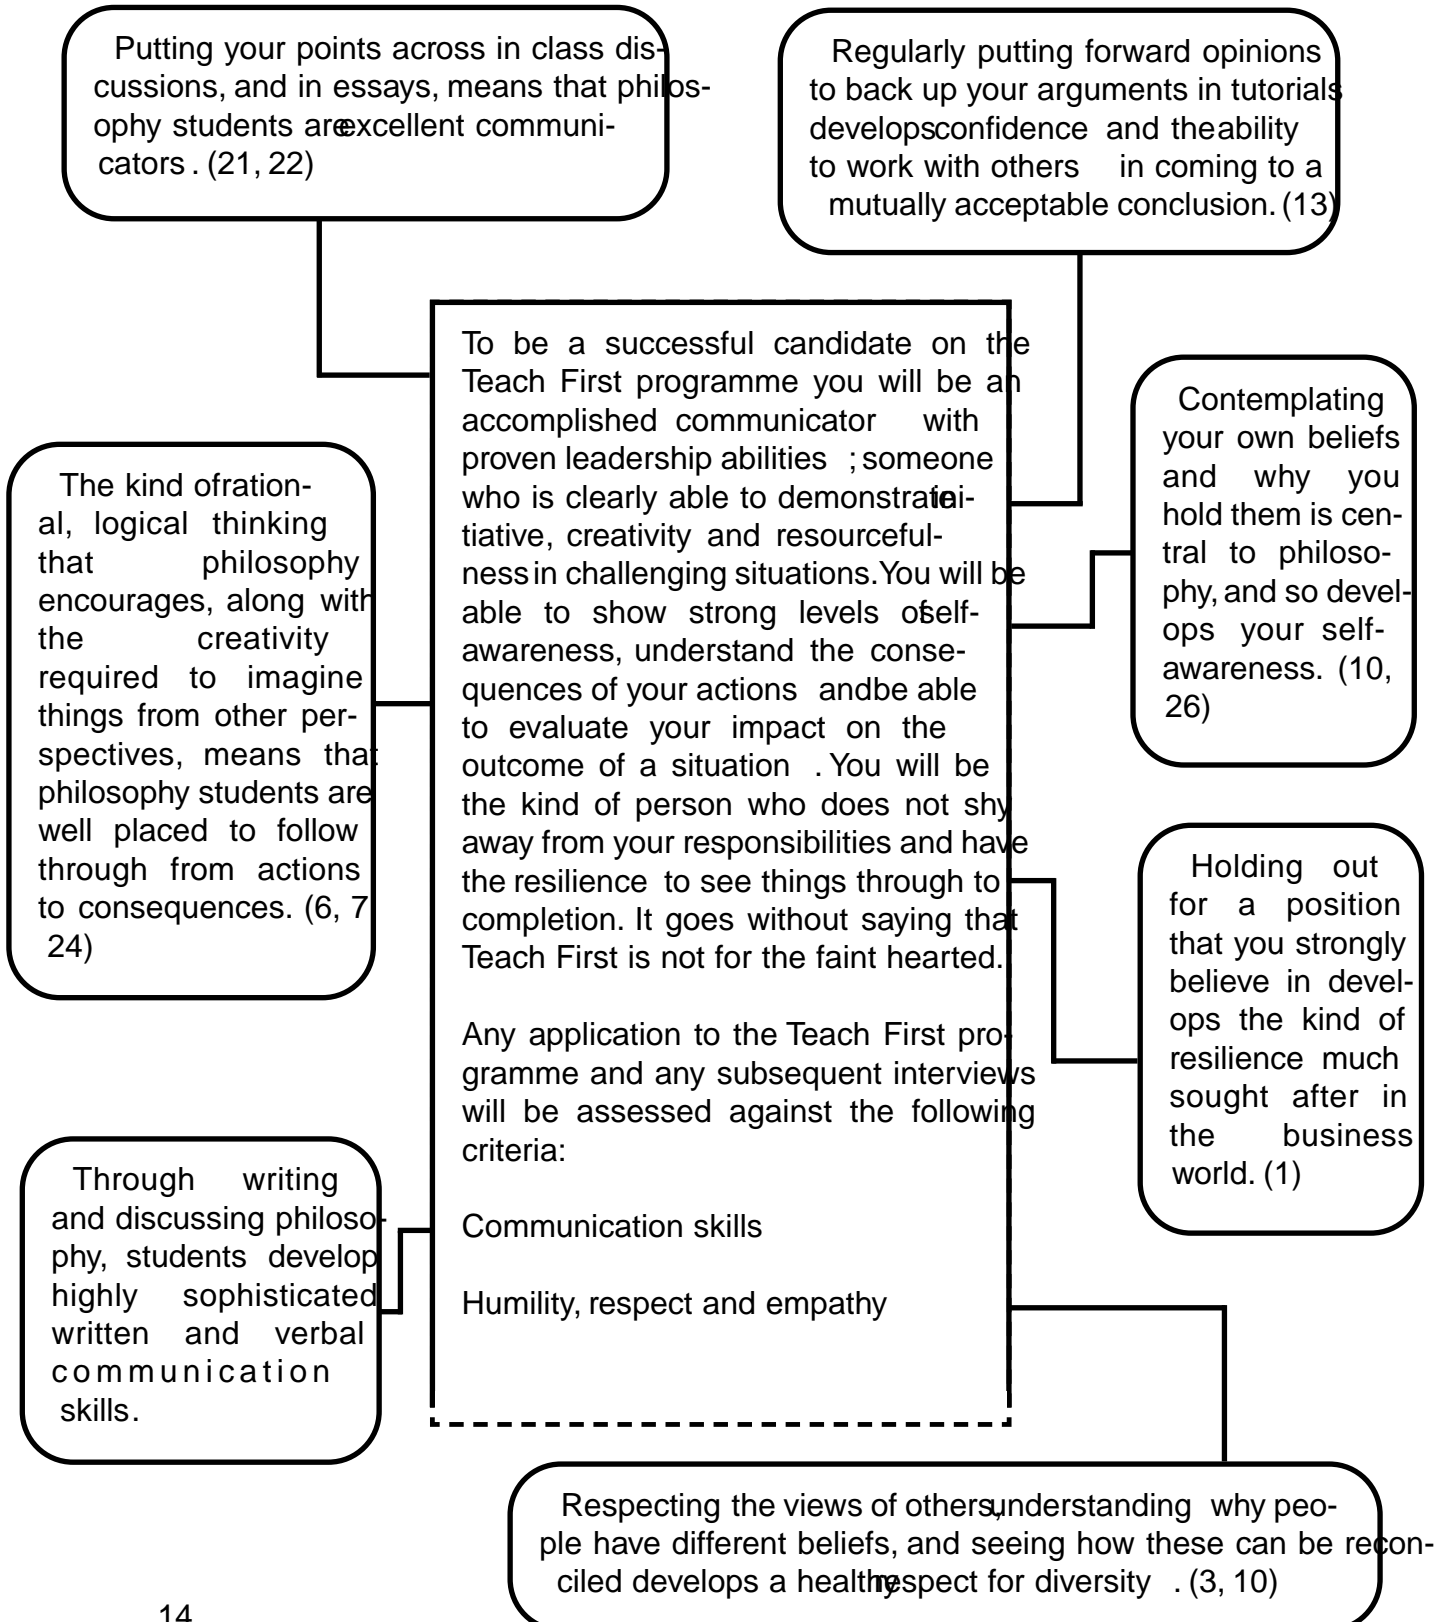 Putting your points across in class dis-
cussions, and in essays, means that philos-
ophy students are excellent communi-
cators. (21, 22)
Regularly putting forward opinions
to back up your arguments in tutorials
develops confidence and the ability
to work with others in coming to a
mutually acceptable conclusion. (13)
To be a successful candidate on the
Teach First programme you will be an
accomplished communicator with
proven leadership abilities ; someone
who is clearly able to demonstrate ini-
tiative, creativity and resourceful-
ness in challenging situations. You will be
able to show strong levels of self-
awareness, understand the conse-
quences of your actions and be able
to evaluate your impact on the
outcome of a situation . You will be
the kind of person who does not shy
away from your responsibilities and have
the resilience to see things through to
completion. It goes without saying that
Teach First is not for the faint hearted.
Any application to the Teach First pro-
gramme and any subsequent interviews
will be assessed against the following
criteria:
Communication skills
Humility, respect and empathy
Contemplating
your own beliefs
and why you
hold them is cen-
tral to philoso-
phy, and so devel-
ops your self-
awareness. (10,
26)
The kind of ration-
al, logical thinking
that philosophy
encourages, along with
the creativity
required to imagine
things from other per-
spectives, means that
philosophy students are
well placed to follow
through from actions
to consequences. (6, 7
24)
Holding out
for a position
that you strongly
believe in devel-
ops the kind of
resilience much
sought after in
the business
world. (1)
Through writing
and discussing philoso-
phy, students develop
highly sophisticated
written and verbal
communication
skills.
Respecting the views of others, understanding why peo-
ple have different beliefs, and seeing how these can be recon-
ciled develops a healthy respect for diversity . (3, 10)
14